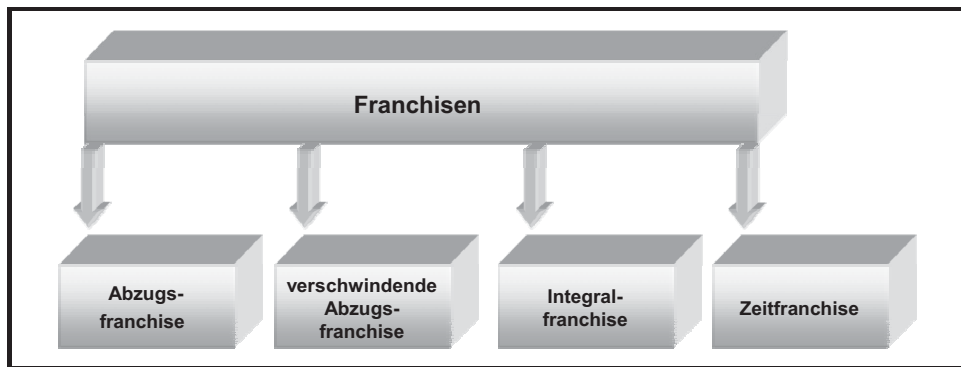 Franchisen
Abzugs-
franchise
verschwindende
Abzugs-
franchise
Integral-
franchise
Zeitfranchise